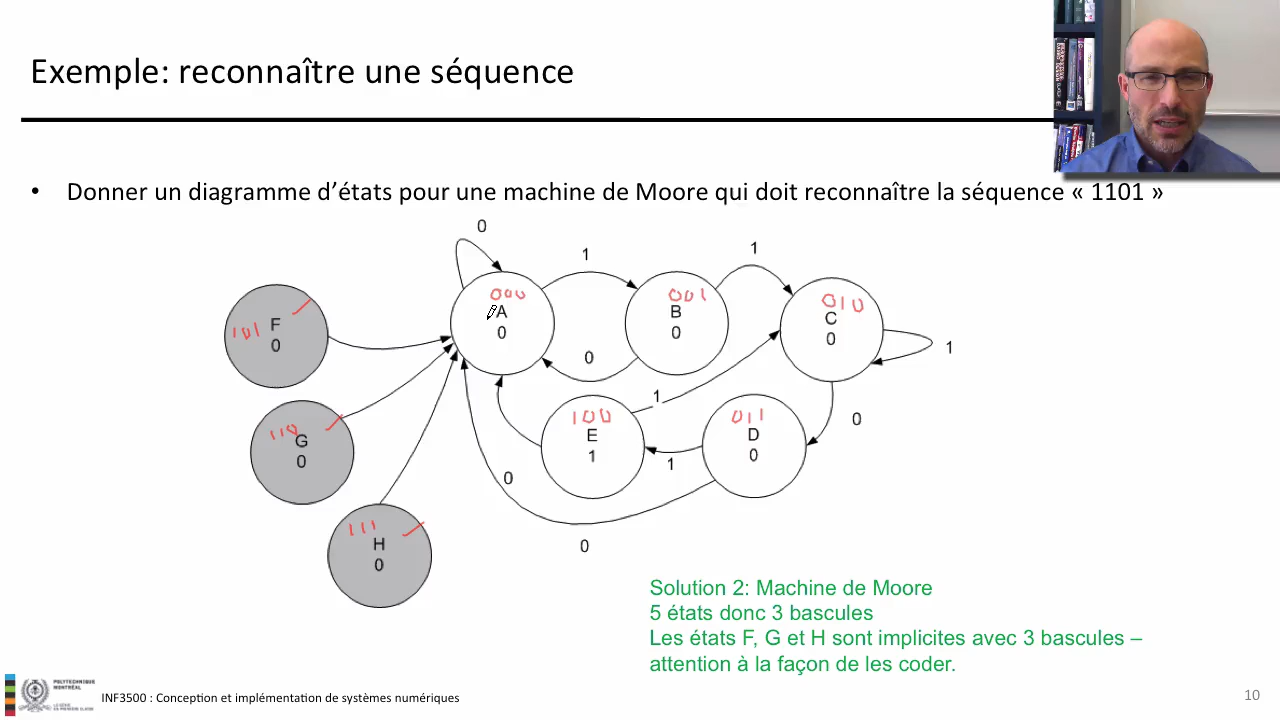 Exemple: reconnaître une séquence
• Donner un diagramme d’états pour une machine de Moore qui doit reconnaître la séquence « 1101 »
0
1
1
000
A
0
001
B
0
010
C
0
1
101
F
0
0
1
110
G
0
100
E
1
011
D
0
0
1
0
111
H
0
0
Solution 2: Machine de Moore
5 états donc 3 bascules
Les états F, G et H sont implicites avec 3 bascules –
attention à la façon de les coder.
POLYTECHNIQUE
MONTRÉAL
INF3500 : Conception et implémentation de systèmes numériques
10